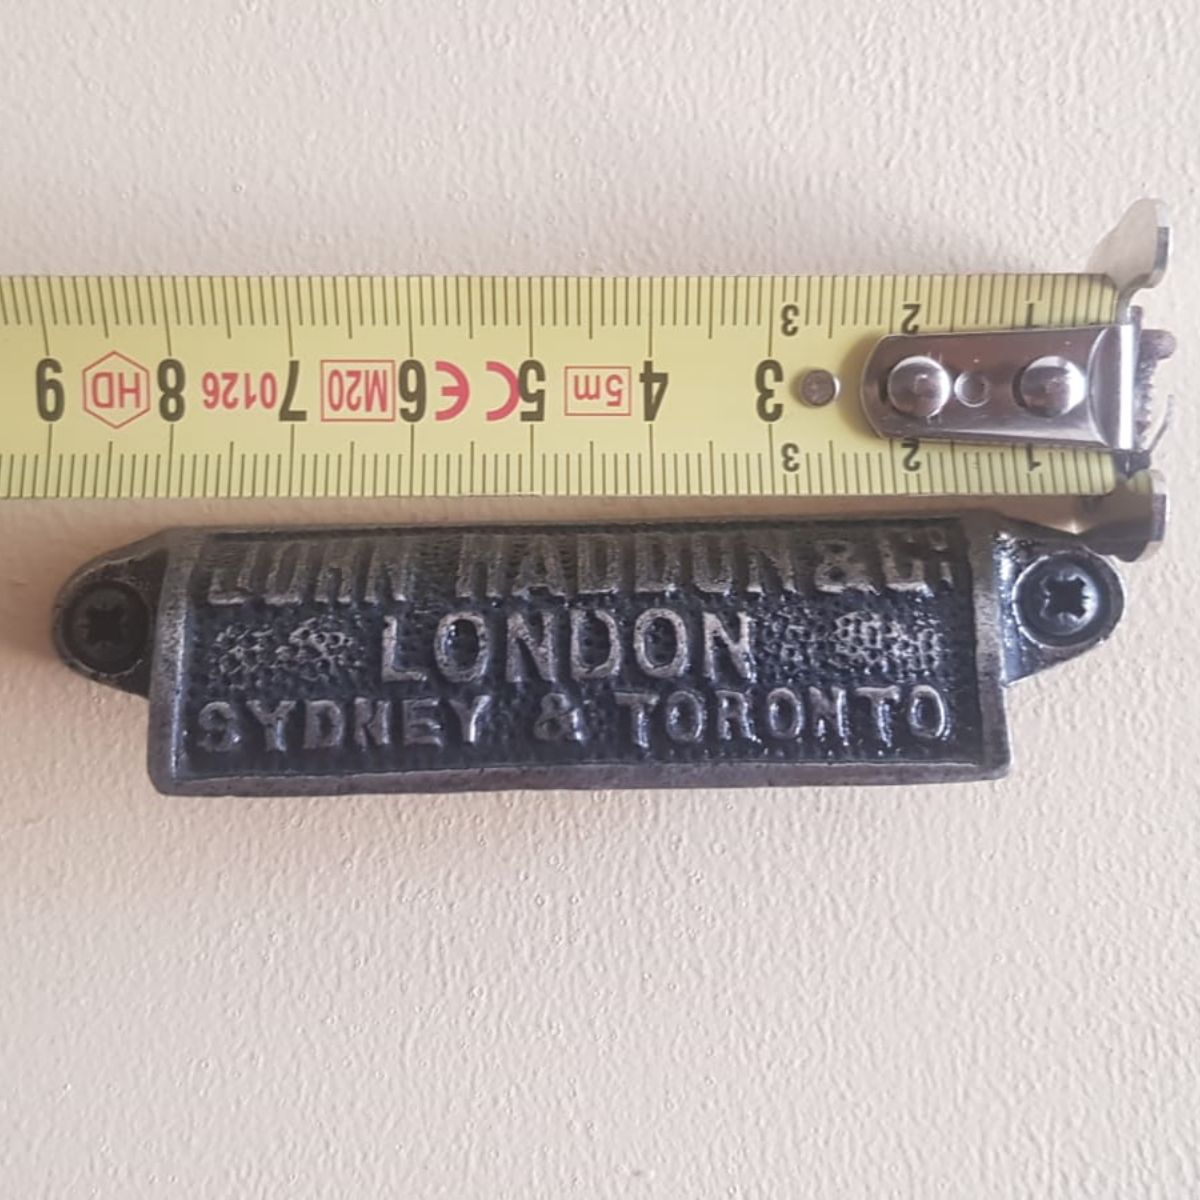 3 2 1
9 HD 8 0126 7 M20 6 CE 5 5m 4 3
3 2 1
JOHN HADDON & Co.
LONDON
SYDNEY & TORONTO